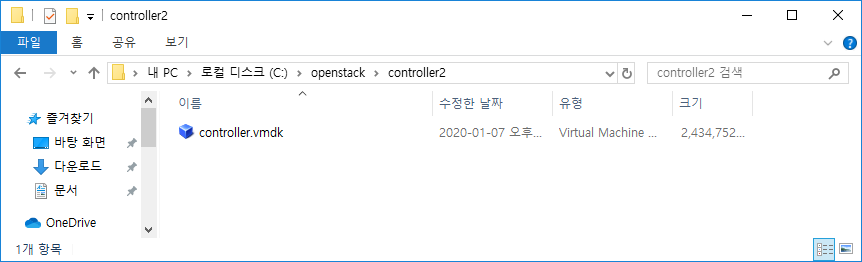 controller2
파일 홈 공유 보기
내 PC 로컬 디스크 (C:) openstack controller2 controller2 검색
이름 수정한 날짜 유형 크기
즐겨찾기
controller.vmdk 2020-01-07 오후... Virtual Machine ... 2,434,752...
바탕 화면
다운로드
문서
OneDrive
1개 항목